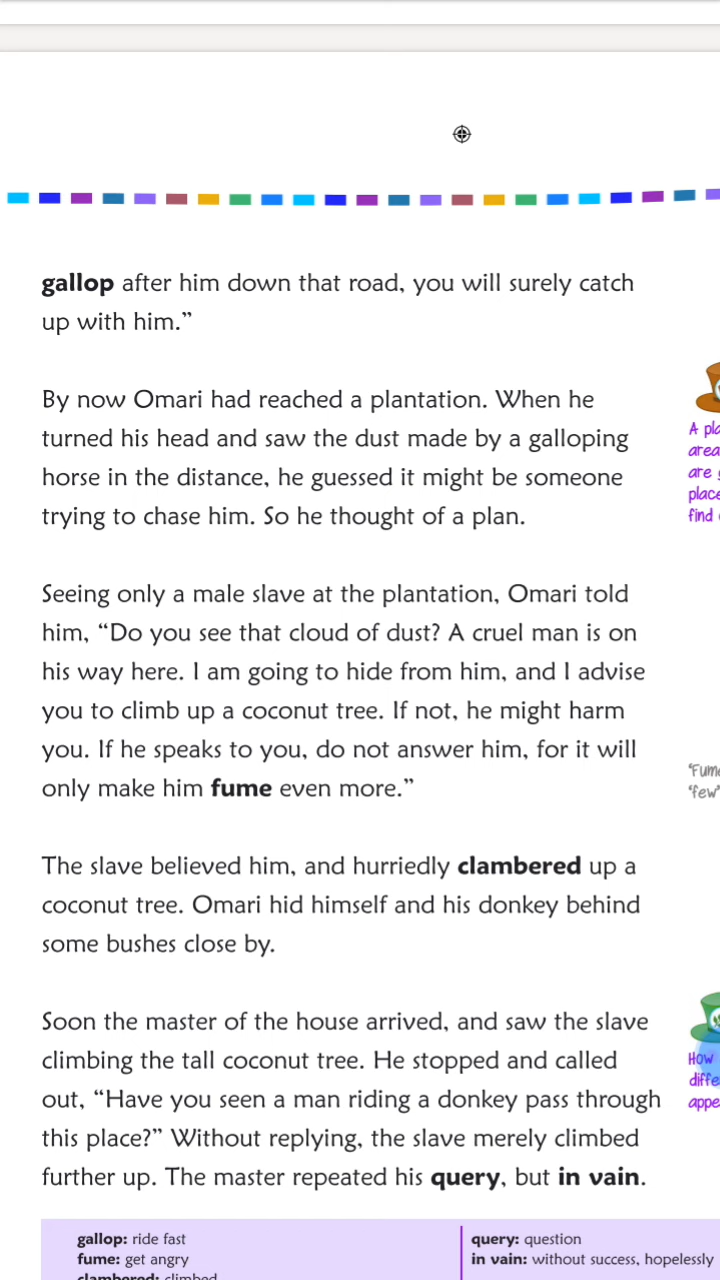 gallop after him down that road, you will surely catch
up with him.”
By now Omari had reached a plantation. When he
turned his head and saw the dust made by a galloping
horse in the distance, he guessed it might be someone
trying to chase him. So he thought of a plan.
A
area
are
find
Seeing only a male slave at the plantation, Omari told
him, “Do you see that cloud of dust? A cruel man is on
his way here. I am going to hide from him, and I advise
you to climb up a coconut tree. If not, he might harm
you. If he speaks to you, do not answer him, for it will
only make him fume even more.”
‘few’
The slave believed him, and hurriedly clambered up a
coconut tree. Omari hid himself and his donkey behind
some bushes close by.
Soon the master of the house arrived, and saw the slave
climbing the tall coconut tree. He stopped and called
out, “Have you seen a man riding a donkey pass through
this place?” Without replying, the slave merely climbed
further up. The master repeated his query, but in vain.
How
gallop: ride fast
fume: get angry
clambered: climbed
query: question
in vain: without success, hopelessly